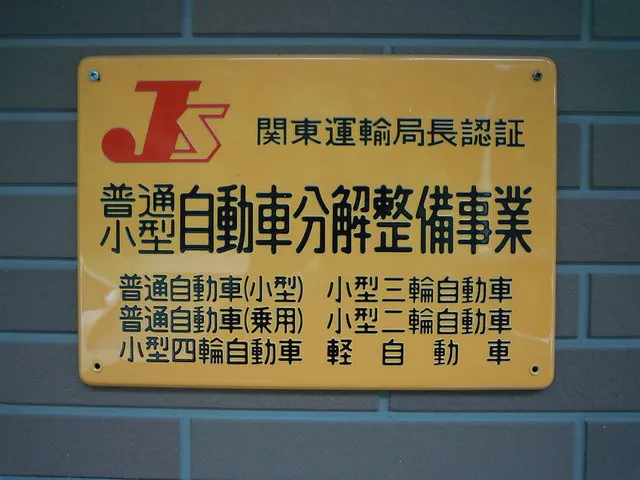 JS 関東運輸局長認証
普通小型自動車分解整備事業
普通自動車(小型) 小型三輪自動車
普通自動車(乗用) 小型二輪自動車
小型四輪自動車 軽自動車